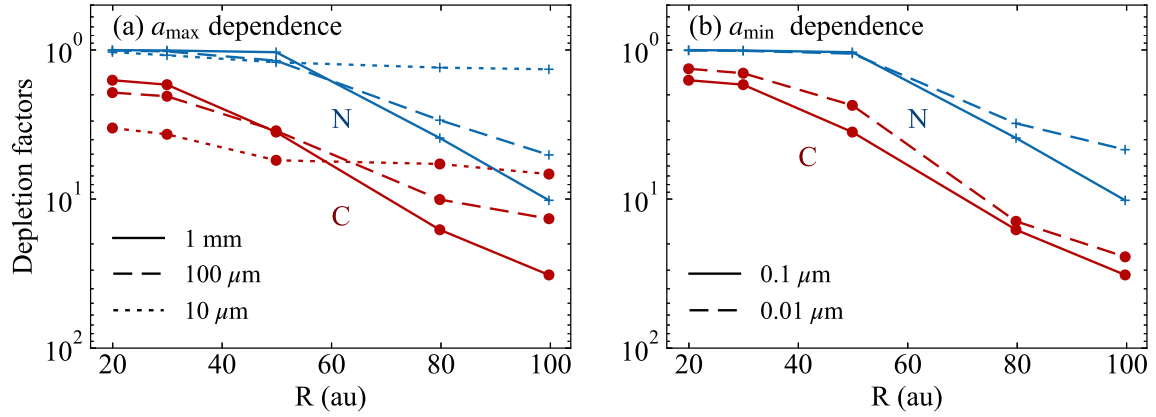 (a) a_max dependence
10^0
10^1
10^2
Depletion factors
N
C
1 mm
100 μm
10 μm
20 40 60 80 100
R (au)
(b) a_min dependence
10^0
10^1
10^2
N
C
0.1 μm
0.01 μm
20 40 60 80 100
R (au)